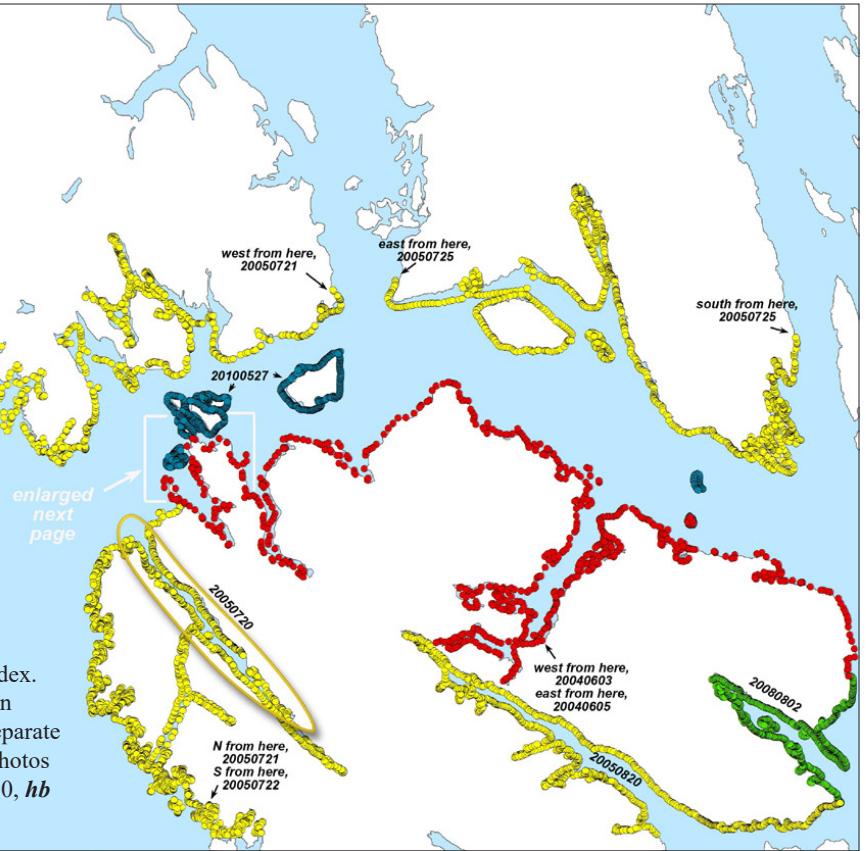 west from here,
20050721
east from here,
20050725
south from here,
20050725
20100527
enlarged
next
page
20050720
west from here,
20040603
east from here,
20040605
20080802
20050820
N from here,
20050721
S from here,
20050722
dex.
n
eparate
hotos
0, hb